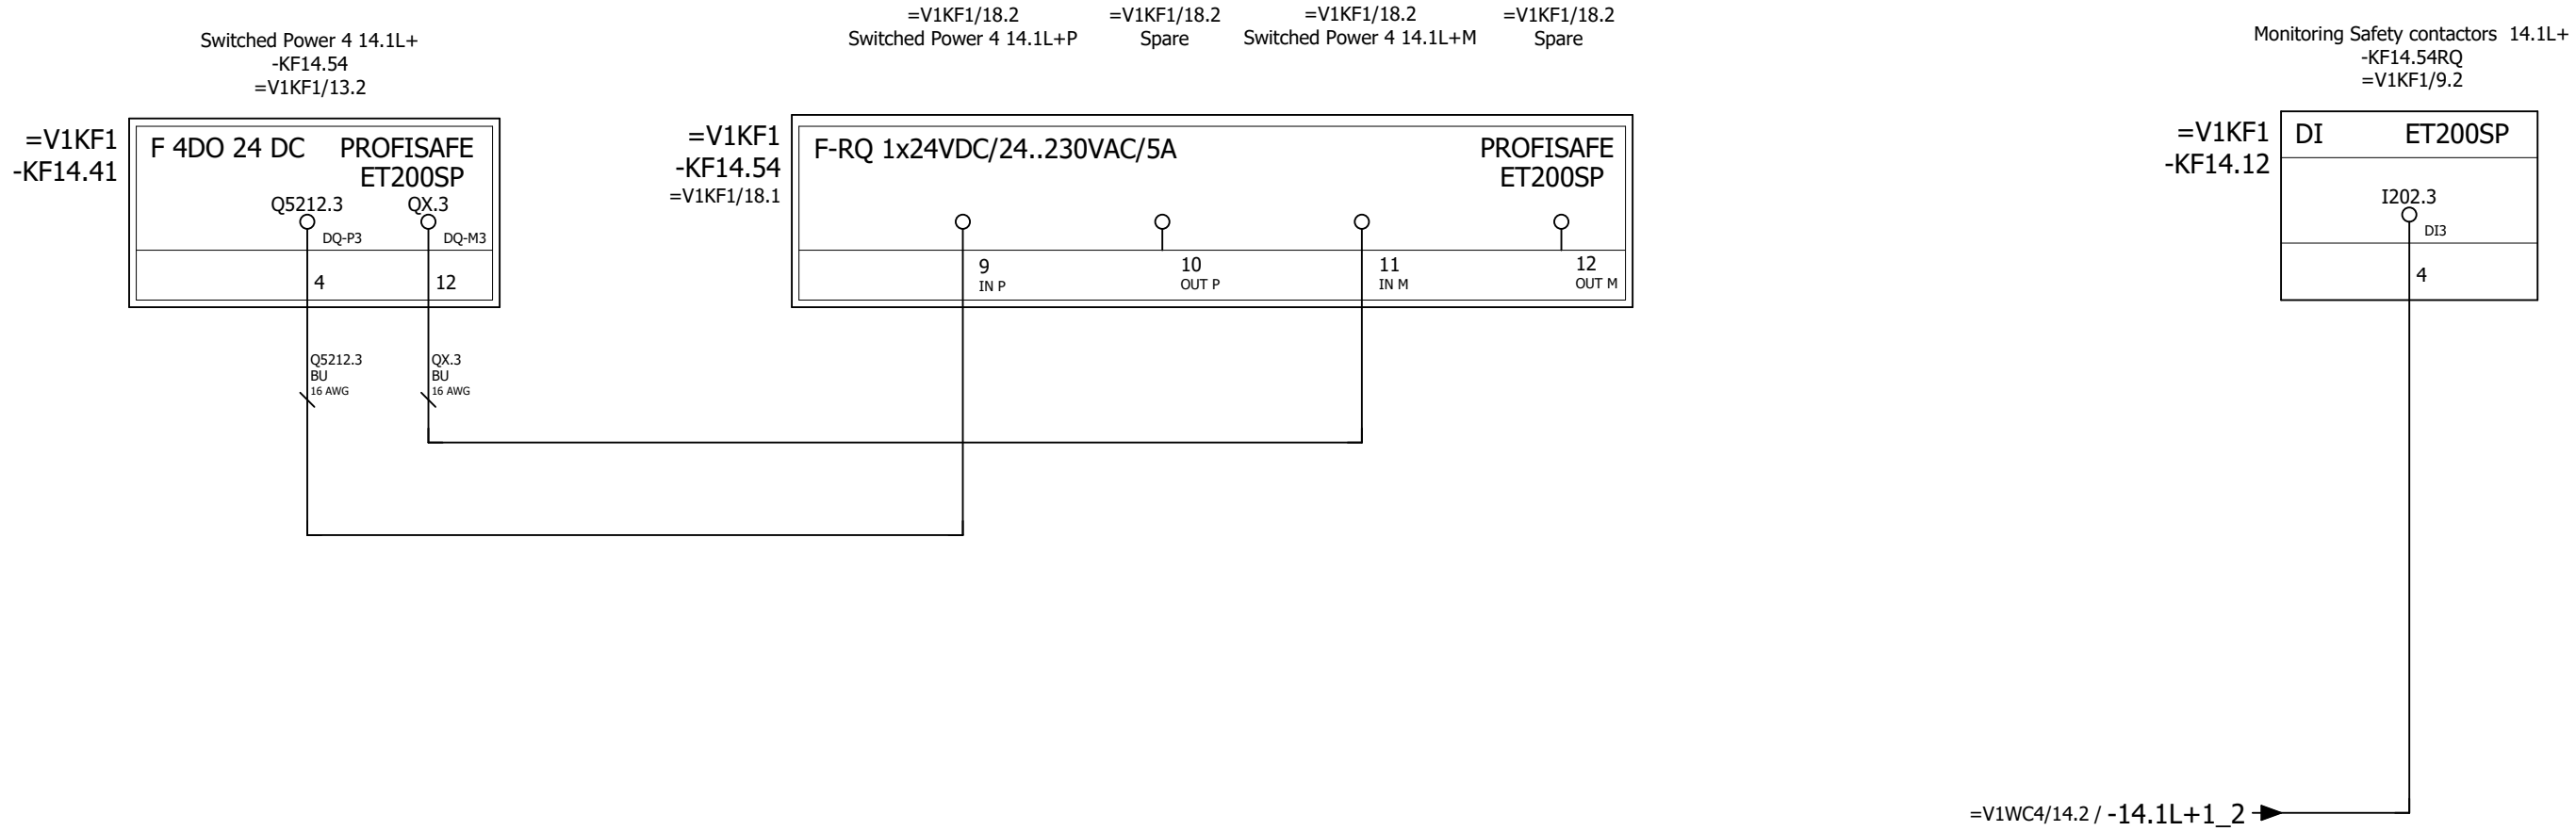 Switched Power 4 14.1L+
-KF14.54
=V1KF1/13.2
=V1KF1
-KF14.41
F 4DO 24 DC
PROFISAFE
ET200SP
Q5212.3
QX.3
DQ-P3
DQ-M3
4
12
Q5212.3
BU
16 AWG
QX.3
BU
16 AWG
=V1KF1/18.2
Switched Power 4 14.1L+P
=V1KF1/18.2
Spare
=V1KF1/18.2
Switched Power 4 14.1L+M
=V1KF1/18.2
Spare
=V1KF1
-KF14.54
=V1KF1/18.1
F-RQ 1x24VDC/24..230VAC/5A
PROFISAFE
ET200SP
9
IN P
10
OUT P
11
IN M
12
OUT M
Monitoring Safety contactors 14.1L+
-KF14.54RQ
=V1KF1/9.2
=V1KF1
-KF14.12
DI
ET200SP
I202.3
DI3
4
=V1WC4/14.2 / -14.1L+1_2